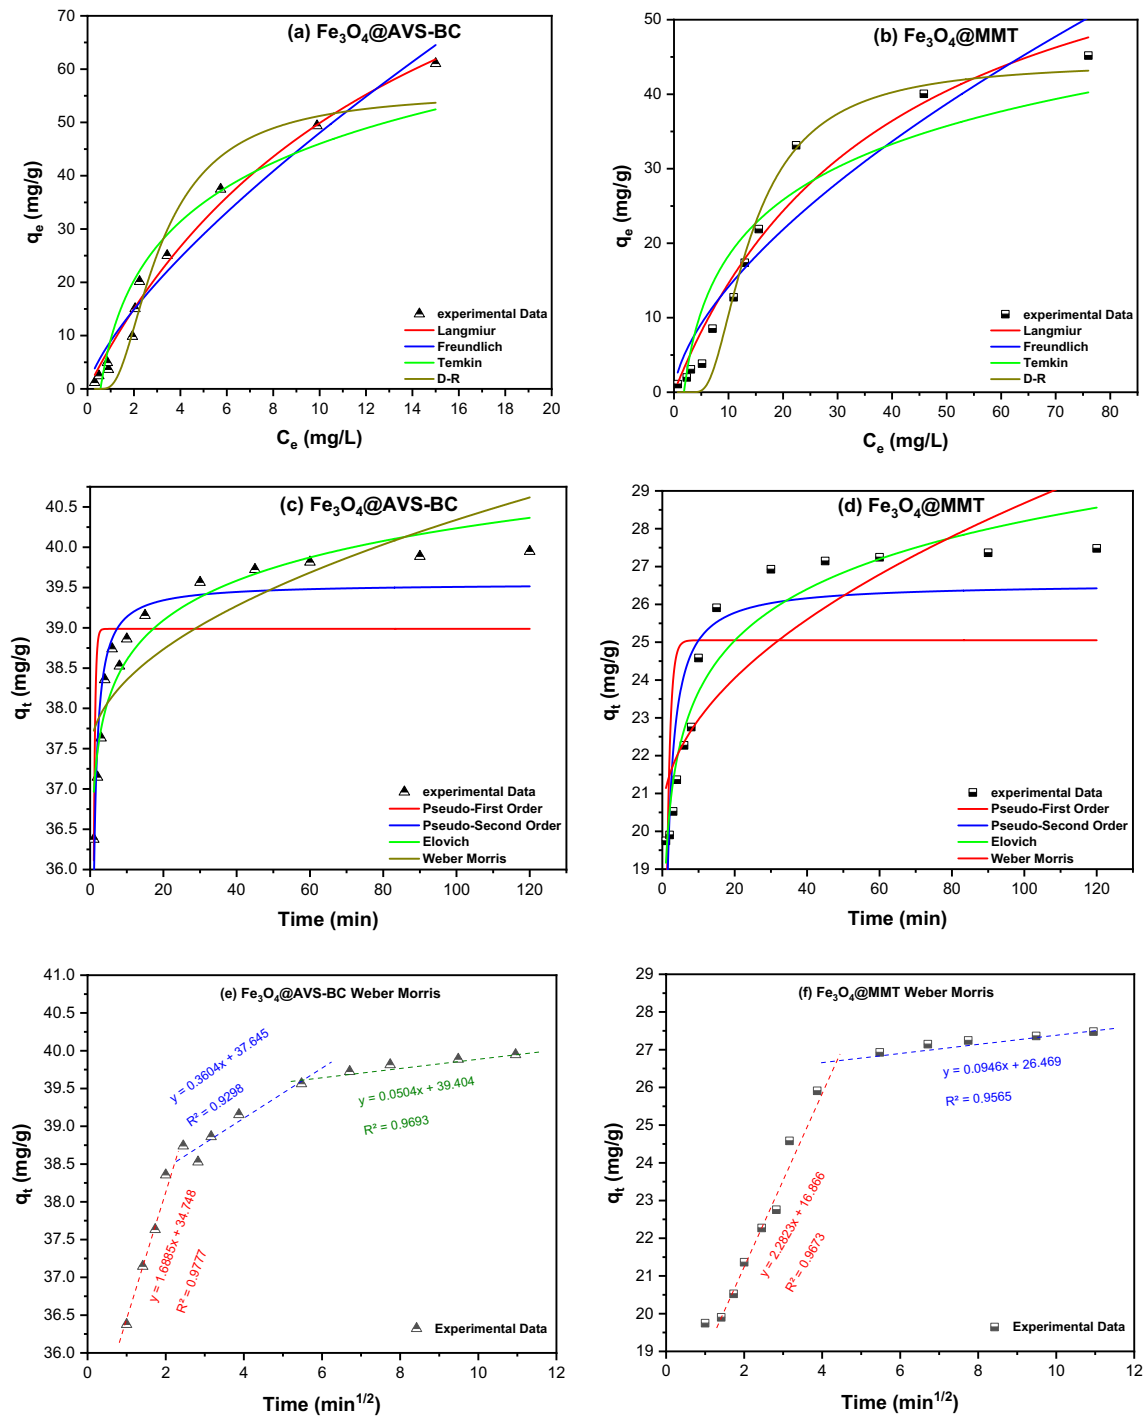 (a) Fe₃O₄@AVS-BC
70
60
50
40
30
20
10
0
qₑ (mg/g)
experimental Data
Langmiur
Freundlich
Temkin
D-R
0 2 4 6 8 10 12 14 16 18 20
Cₑ (mg/L)
(b) Fe₃O₄@MMT
50
40
30
20
10
0
qₑ (mg/g)
experimental Data
Langmiur
Freundlich
Temkin
D-R
0 10 20 30 40 50 60 70 80
Cₑ (mg/L)
(c) Fe₃O₄@AVS-BC
40.5
40.0
39.5
39.0
38.5
38.0
37.5
37.0
36.5
36.0
qₜ (mg/g)
experimental Data
Pseudo-First Order
Pseudo-Second Order
Elovich
Weber Morris
0 20 40 60 80 100 120
Time (min)
(d) Fe₃O₄@MMT
29
28
27
26
25
24
23
22
21
20
19
qₜ (mg/g)
experimental Data
Pseudo-First Order
Pseudo-Second Order
Elovich
Weber Morris
0 20 40 60 80 100 120
Time (min)
(e) Fe₃O₄@AVS-BC Weber Morris
41.0
40.5
40.0
39.5
39.0
38.5
38.0
37.5
37.0
36.5
36.0
qₜ (mg/g)
y = 0.3604x + 37.645
R² = 0.9298
y = 0.0504x + 39.404
R² = 0.9693
y = 1.6885x + 34.748
R² = 0.9777
Experimental Data
0 2 4 6 8 10 12
Time (min^1/2)
(f) Fe₃O₄@MMT Weber Morris
29
28
27
26
25
24
23
22
21
20
19
qₜ (mg/g)
y = 0.0946x + 26.469
R² = 0.9565
y = 2.2823x + 16.866
R² = 0.9673
Experimental Data
0 2 4 6 8 10 12
Time (min^1/2)